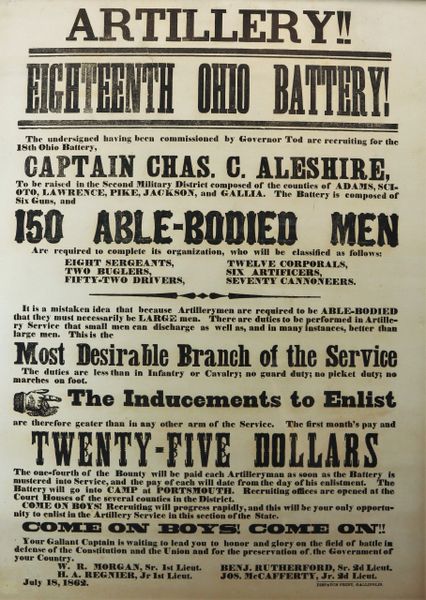 ARTILLERY!!
EIGHTEENTH OHIO BATTERY!
The undersigned having been commissioned by Governor Tod are recruiting for the
18th Ohio Battery,
CAPTAIN CHAS. C. ALESHIRE,
To be raised in the Second Military District composed of the counties of ADAMS, SCI-
OTO, LAWRENCE, PIKE, JACKSON, and GALLIA. The Battery is composed of
Six Guns, and
150 ABLE-BODIED MEN
Are required to complete its organization, who will be classified as follows:
EIGHT SERGEANTS, TWELVE CORPORALS,
TWO BUGLERS, SIX ARTIFICERS,
FIFTY-TWO DRIVERS, SEVENTY CANNONEERS.
It is a mistaken idea that because Artillerymen are required to be ABLE-BODIED
that they must necessarily be LARGE men. There are duties to be performed in Artille-
ry Service that small men can discharge as well as, and in many instances, better than
large men. This is the
Most Desirable Branch of the Service
The duties are less than in Infantry or Cavalry; no guard duty; no picket duty; no
marches on foot.
The Inducements to Enlist
are therefore geater than in any other arm of the Service. The first month's pay and
TWENTY-FIVE DOLLARS
The one-fourth of the Bounty will be paid each Artilleryman as soon as the Battery is
mustered into Service, and the pay of each will date from the day of his enlistment. The
Battery will go into CAMP at PORTSMOUTH. Recruiting offices are opened at the
Court Houses of the several counties in the District.
COME ON BOYS! Recruiting will progress rapidly, and this will be your only opportu-
nity to enlist in the Artillery Service in this section of the State.
COME ON BOYS! COME ON!!
Your Gallant Captain is waiting to lead you to honor and glory on the field of battle in
defense of the Constitution and the Union and for the preservation of the Government of
your Country.
W. R. MORGAN, Sr. 1st Lieut. BENJ. RUTHERFORD, Sr. 2d Lieut.
H. A. REGNIER, Jr 1st Lieut. JOS. McCAFFERTY, Jr. 2d Lieut.
July 18, 1862. DISPATCH PRINT, GALLIPOLIS.